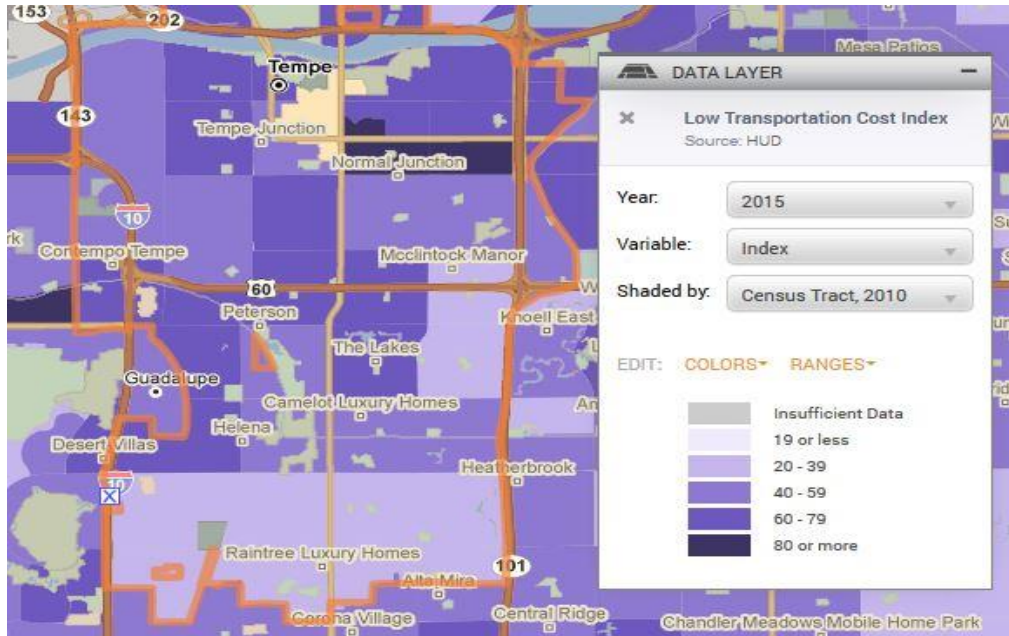 153
202
Mesa Patios
Tempe
DATA LAYER
Low Transportation Cost Index
Source: HUD
143
Tempe Junction
Normal Junction
Year:
2015
10
Variable:
Index
Contempo Tempe
Mcclintock Manor
60
Shaded by:
Census Tract, 2010
Peterson
Knoell East
The Lakes
EDIT:
COLORS
RANGES
Guadalupe
Camelot Luxury Homes
Insufficient Data
Helena
19 or less
Desert Villas
20 - 39
Heatherbrook
40 - 59
10
60 - 79
Raintree Luxury Homes
80 or more
101
Alta Mira
Corona Village
Central Ridge
Chandler Meadows Mobile Home Park